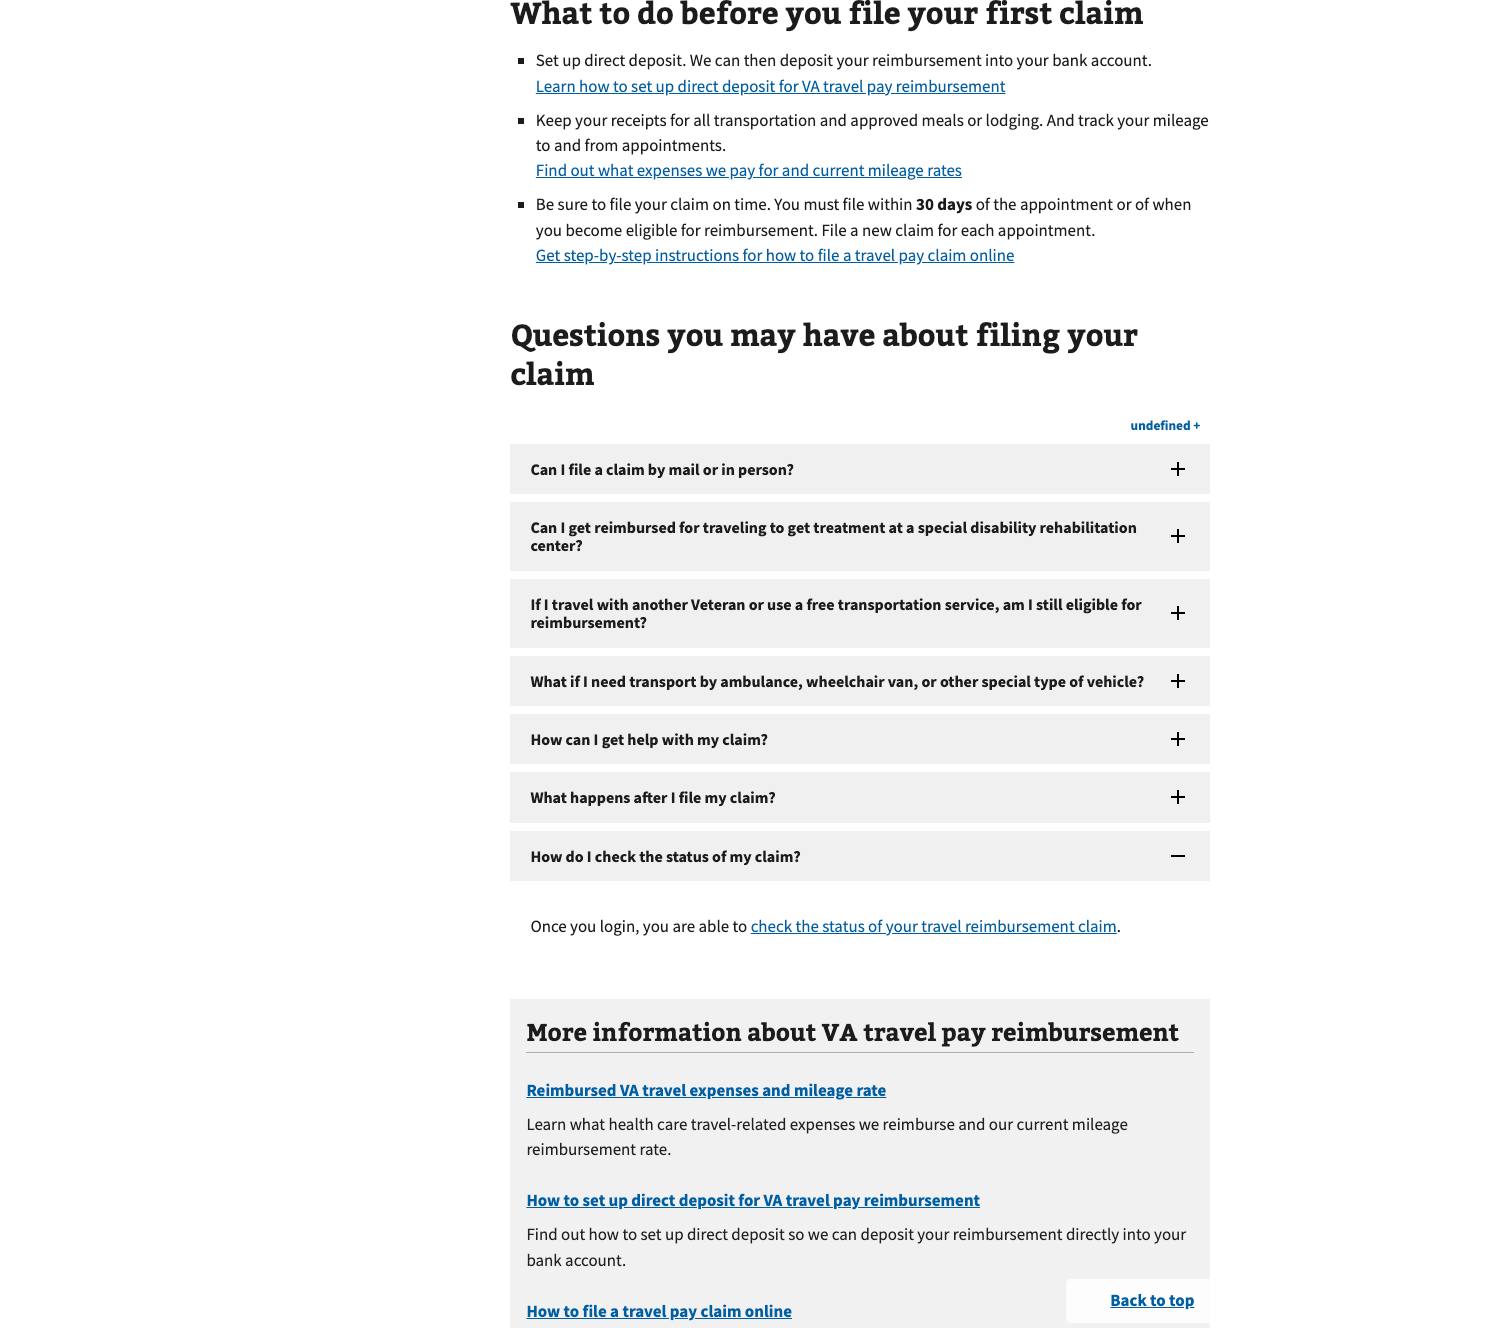 What to do before you file your first claim
Set up direct deposit. We can then deposit your reimbursement into your bank account.
Learn how to set up direct deposit for VA travel pay reimbursement
Keep your receipts for all transportation and approved meals or lodging. And track your mileage
to and from appointments.
Find out what expenses we pay for and current mileage rates
Be sure to file your claim on time. You must file within 30 days of the appointment or of when
you become eligible for reimbursement. File a new claim for each appointment.
Get step-by-step instructions for how to file a travel pay claim online
Questions you may have about filing your
claim
undefined +
Can I file a claim by mail or in person?
Can I get reimbursed for traveling to get treatment at a special disability rehabilitation
center?
If I travel with another Veteran or use a free transportation service, am I still eligible for
reimbursement?
What if I need transport by ambulance, wheelchair van, or other special type of vehicle?
How can I get help with my claim?
What happens after I file my claim?
How do I check the status of my claim?
Once you login, you are able to check the status of your travel reimbursement claim.
More information about VA travel pay reimbursement
Reimbursed VA travel expenses and mileage rate
Learn what health care travel-related expenses we reimburse and our current mileage
reimbursement rate.
How to set up direct deposit for VA travel pay reimbursement
Find out how to set up direct deposit so we can deposit your reimbursement directly into your
bank account.
Back to top
How to file a travel pay claim online